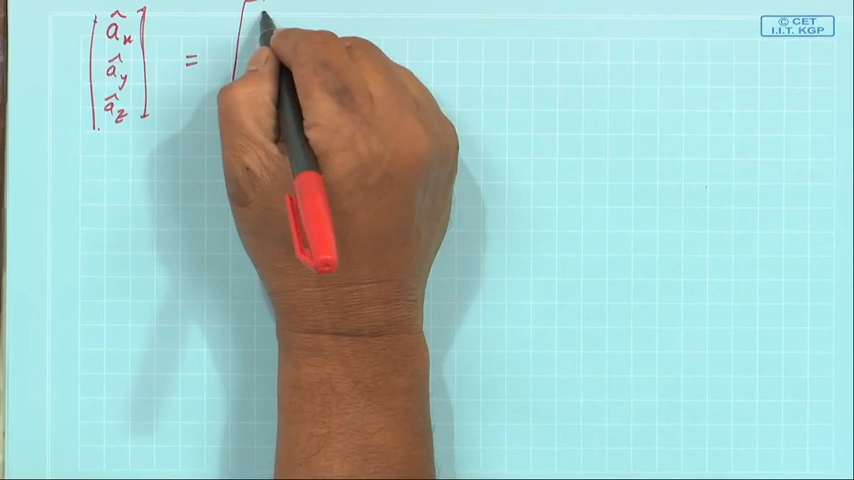 [ âx ] = [
[ ây ]
[ âz ]
© CET
I.I.T. KGP